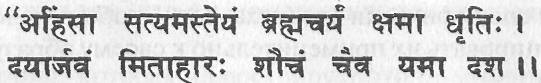 “अहिंसा सत्यमस्तेयं ब्रह्मचर्यं क्षमा धृतिः ।
दयार्जवं मिताहारः शौचं चैव यमा दश ।।